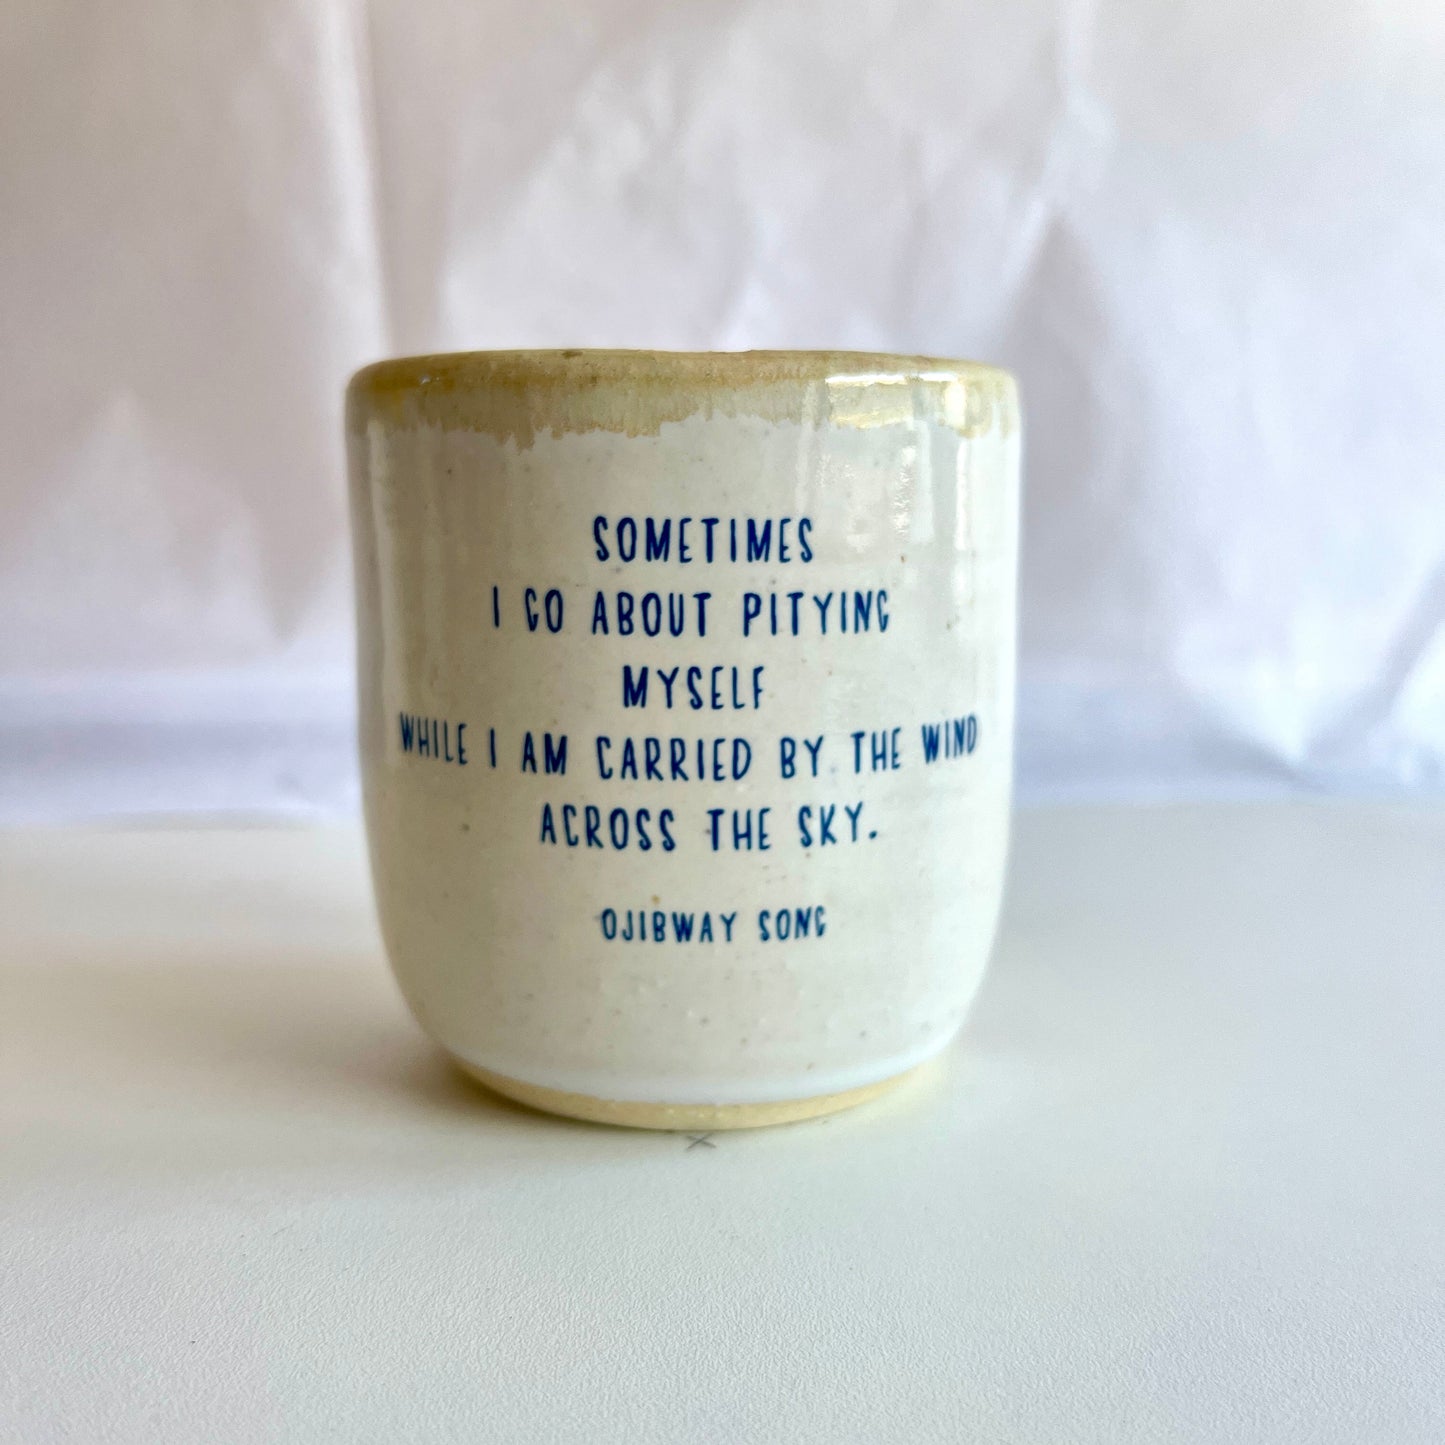 SOMETIMES
I GO ABOUT PITYING
MYSELF
WHILE I AM CARRIED BY THE WIND
ACROSS THE SKY.
OJIBWAY SONG